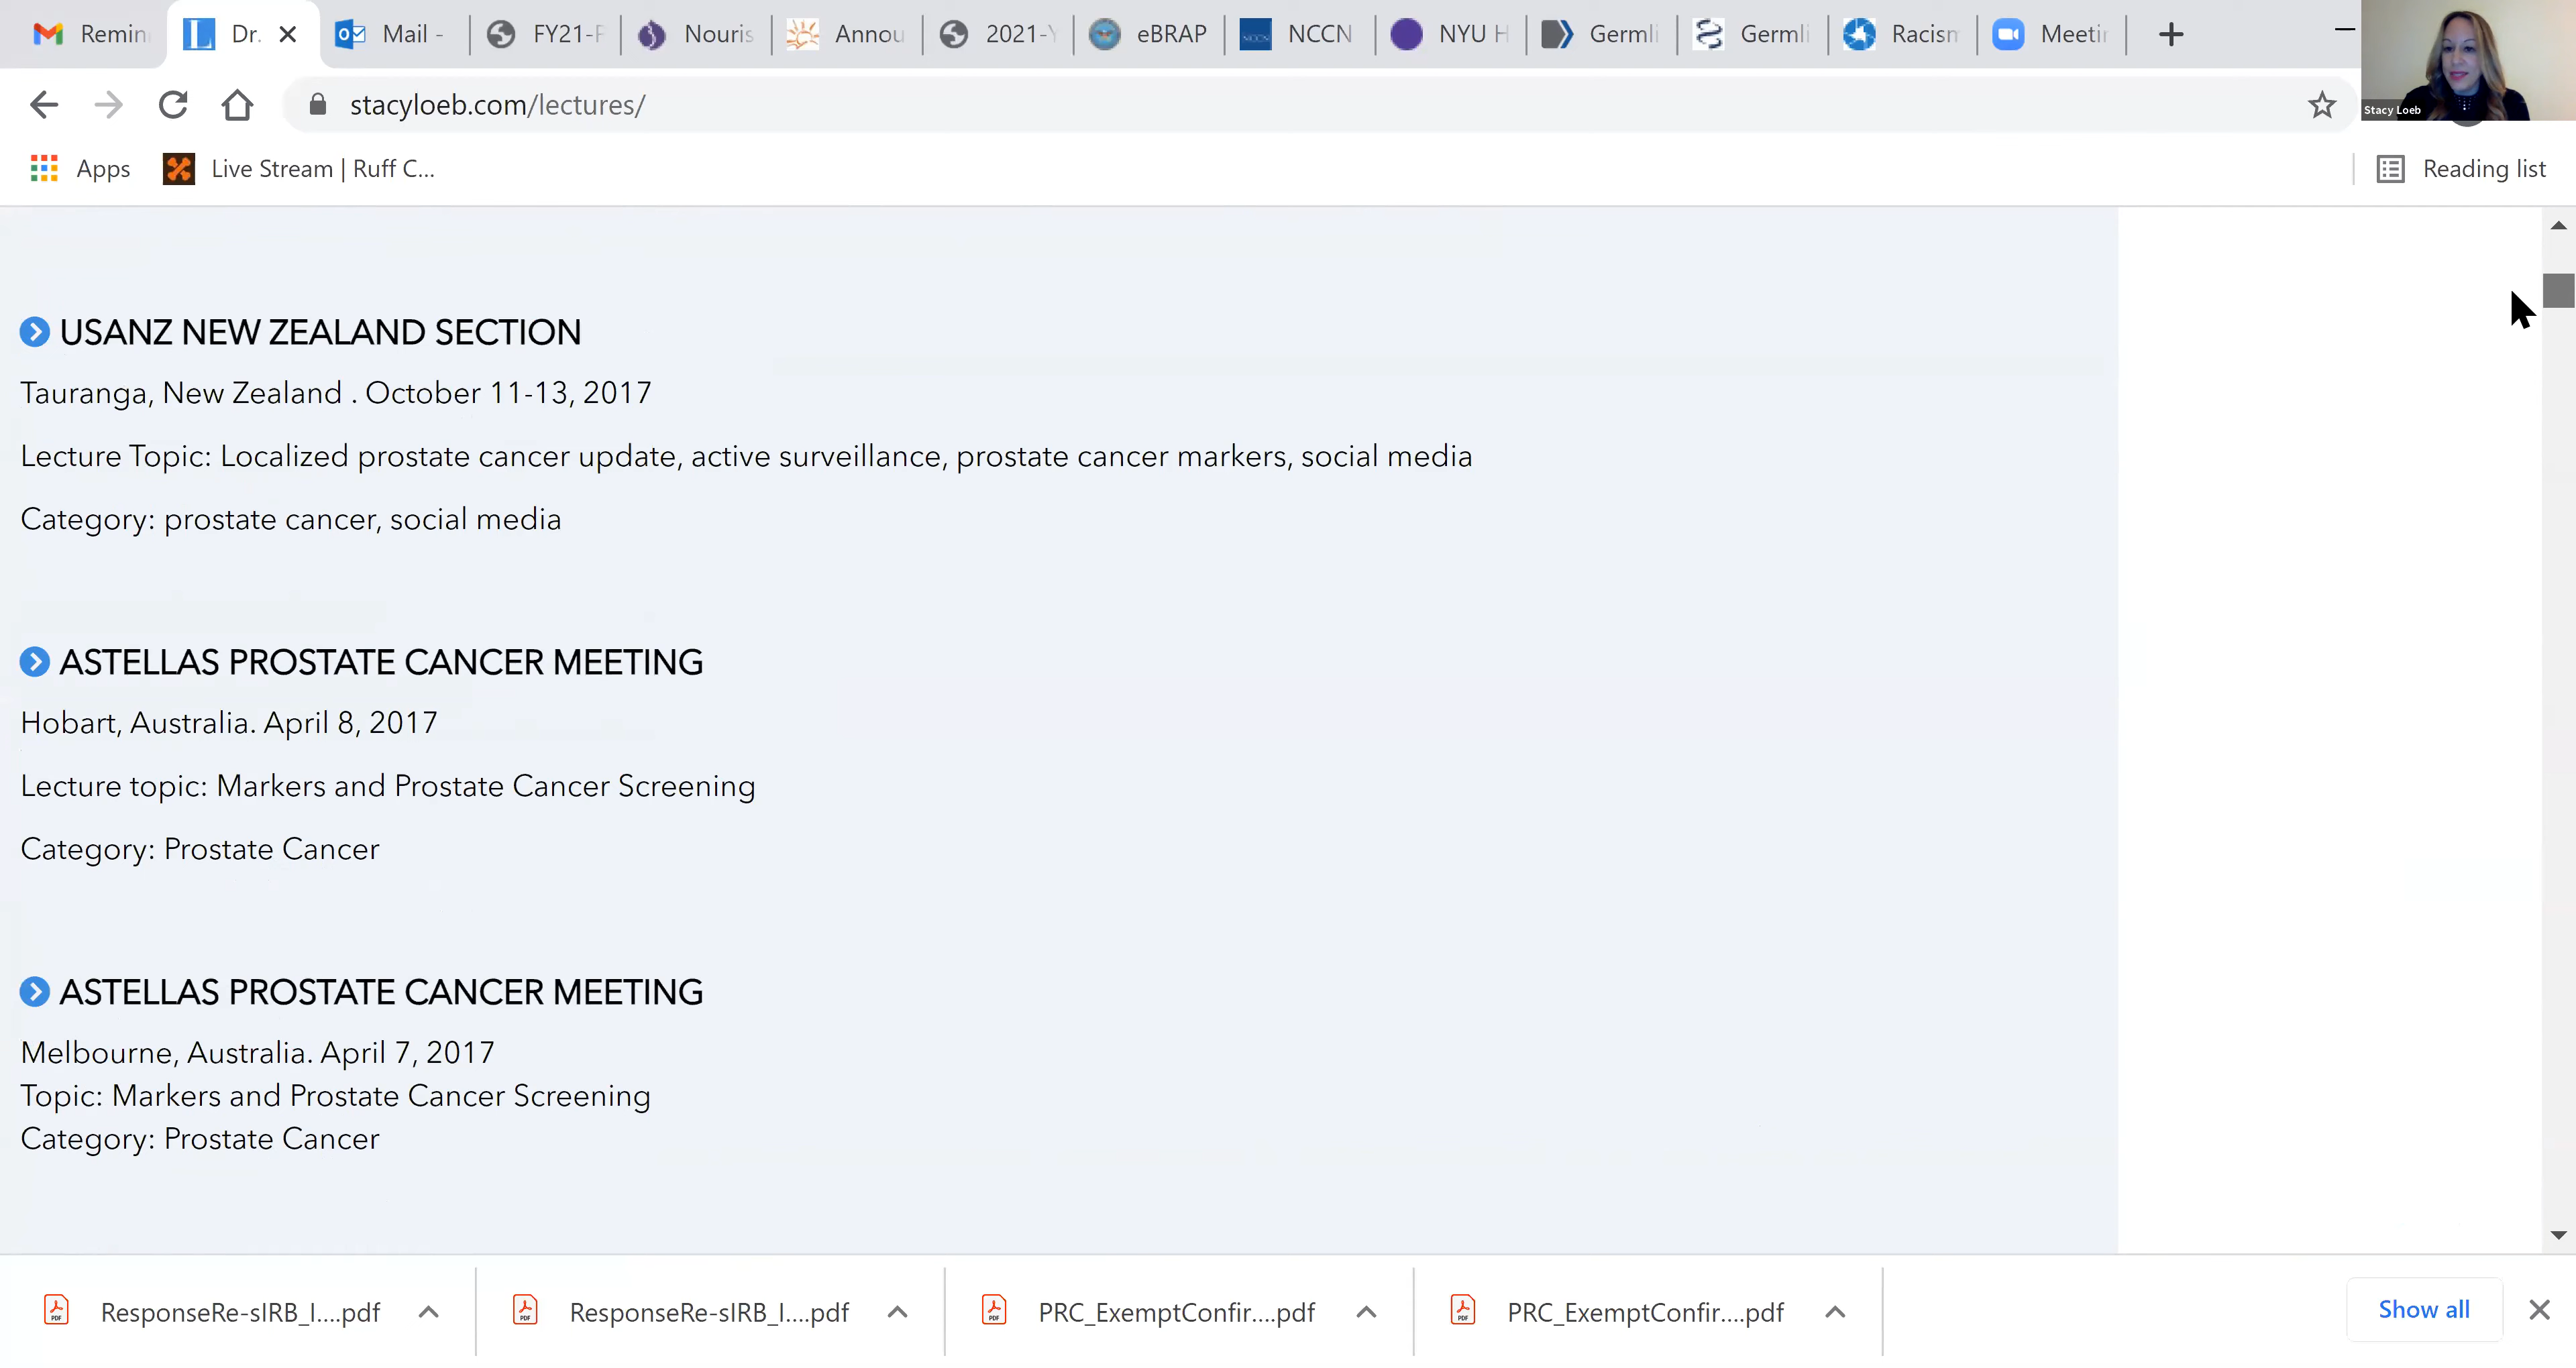 Remin
Dr.
Mail -
FY21-F
Nouris
Annou
2021-Y
eBRAP
NCCN
NYU H
Germli
Germli
Racism
Meetin
stacyloeb.com/lectures/
Stacy Loeb
Apps
Live Stream | Ruff C...
Reading list
USANZ NEW ZEALAND SECTION
Tauranga, New Zealand . October 11-13, 2017
Lecture Topic: Localized prostate cancer update, active surveillance, prostate cancer markers, social media
Category: prostate cancer, social media
ASTELLAS PROSTATE CANCER MEETING
Hobart, Australia. April 8, 2017
Lecture topic: Markers and Prostate Cancer Screening
Category: Prostate Cancer
ASTELLAS PROSTATE CANCER MEETING
Melbourne, Australia. April 7, 2017
Topic: Markers and Prostate Cancer Screening
Category: Prostate Cancer
ResponseRe-sIRB_I....pdf
ResponseRe-sIRB_I....pdf
PRC_ExemptConfir....pdf
PRC_ExemptConfir....pdf
Show all